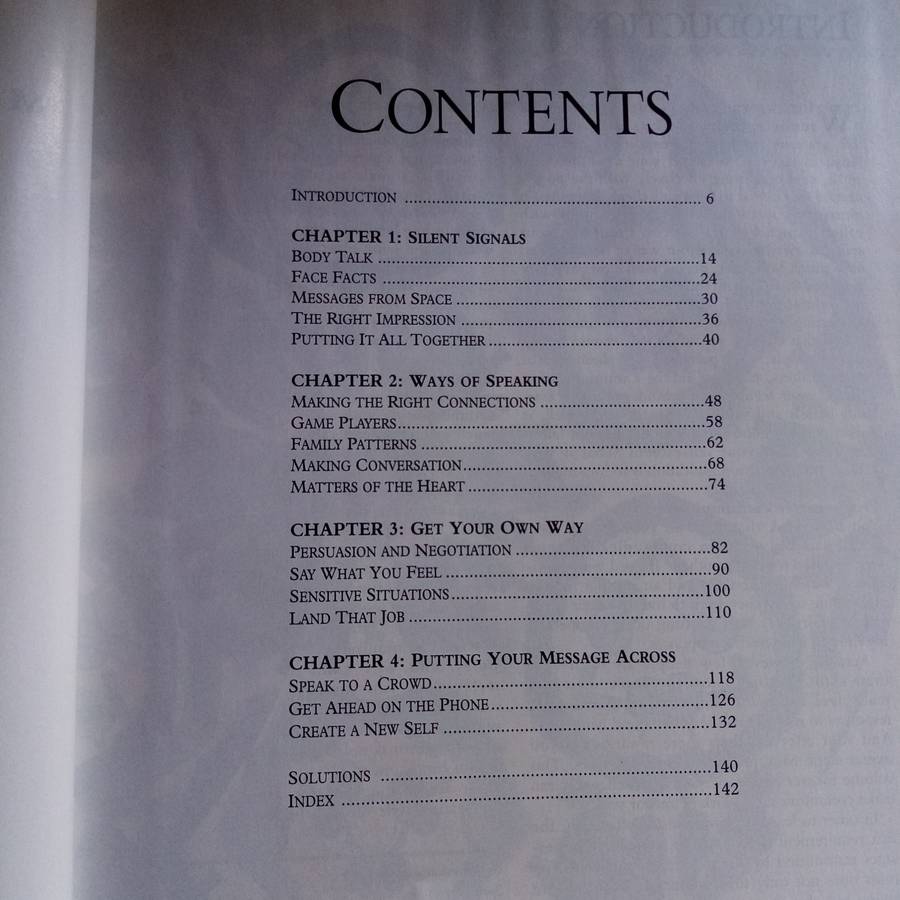 CONTENTS
INTRODUCTION ........ 6
CHAPTER 1: SILENT SIGNALS
BODY TALK ........14
FACE FACTS ........24
MESSAGES FROM SPACE ........30
THE RIGHT IMPRESSION ........36
PUTTING IT ALL TOGETHER ........40
CHAPTER 2: WAYS OF SPEAKING
MAKING THE RIGHT CONNECTIONS ........48
GAME PLAYERS........58
FAMILY PATTERNS ........62
MAKING CONVERSATION........68
MATTERS OF THE HEART ........74
CHAPTER 3: GET YOUR OWN WAY
PERSUASION AND NEGOTIATION ........82
SAY WHAT YOU FEEL ........90
SENSITIVE SITUATIONS........100
LAND THAT JOB ........110
CHAPTER 4: PUTTING YOUR MESSAGE ACROSS
SPEAK TO A CROWD........118
GET AHEAD ON THE PHONE........126
CREATE A NEW SELF ........132
SOLUTIONS ........140
INDEX ........142